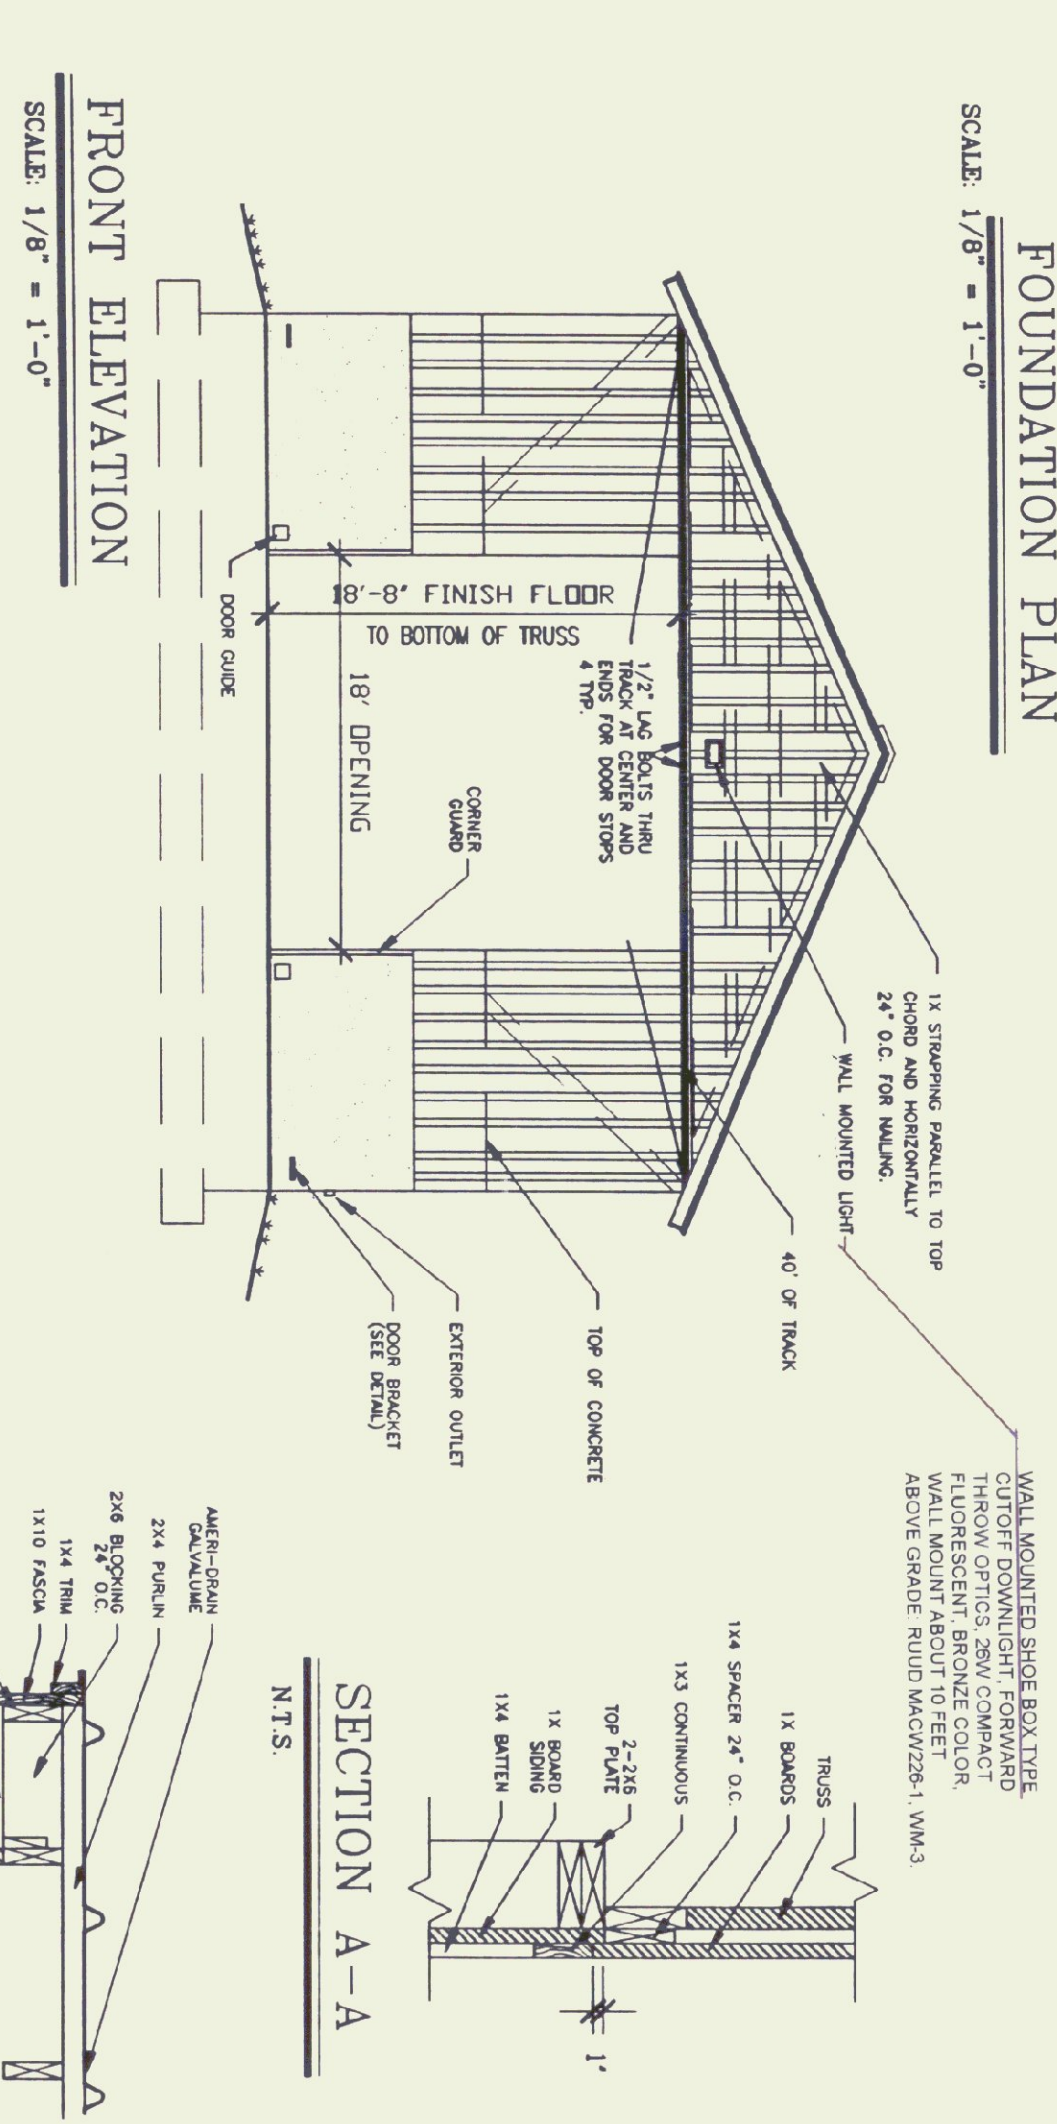 FOUNDATION PLAN
SCALE: 1/8" = 1'-0"
1X STRAPPING PARALLEL TO TOP
CHORD AND HORIZONTALLY
24" O.C. FOR NAILING.
WALL MOUNTED LIGHT
40' OF TRACK
WALL MOUNTED SHOE BOX TYPE
CUTOFF DOWNLIGHT, FORWARD
THROW OPTICS, 26W COMPACT
FLUORESCENT, BRONZE COLOR,
WALL MOUNT ABOUT 10 FEET
ABOVE GRADE: RUUD MACW226-1, WM-3.
1/2" LAG BOLTS THRU
TRACK AT CENTER AND
ENDS FOR DOOR STOPS
4 TYP.
18'-8" FINISH FLOOR
TO BOTTOM OF TRUSS
18' OPENING
CORNER
GUARD
DOOR GUIDE
TOP OF CONCRETE
EXTERIOR OUTLET
DOOR BRACKET
(SEE DETAIL)
FRONT ELEVATION
SCALE: 1/8" = 1'-0"
TRUSS
1X BOARDS
1X4 SPACER 24" O.C.
1X3 CONTINUOUS
2-2X6
TOP PLATE
1X BOARD
SIDING
1X4 BATTEN
1"
SECTION A-A
N.T.S.
AMERI-DRAIN
GALVALUME
2X4 PURLIN
2X6 BLOCKING
24" O.C.
1X4 TRIM
1X10 FASCIA